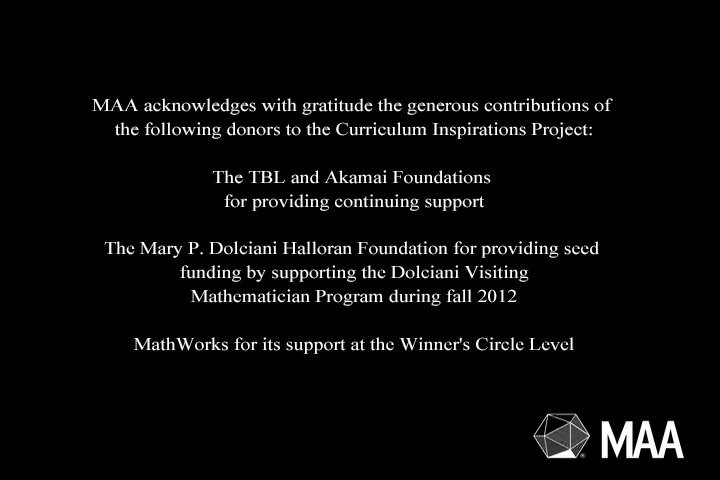 MAA acknowledges with gratitude the generous contributions of
the following donors to the Curriculum Inspirations Project:
The TBL and Akamai Foundations
for providing continuing support
The Mary P. Dolciani Halloran Foundation for providing seed
funding by supporting the Dolciani Visiting
Mathematician Program during fall 2012
MathWorks for its support at the Winner's Circle Level
® MAA